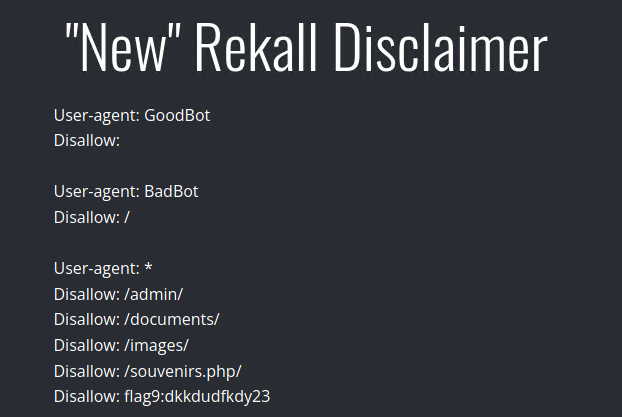 "New" Rekall Disclaimer
User-agent: GoodBot
Disallow:
User-agent: BadBot
Disallow: /
User-agent: *
Disallow: /admin/
Disallow: /documents/
Disallow: /images/
Disallow: /souvenirs.php/
Disallow: flag9:dkkdudfkdy23